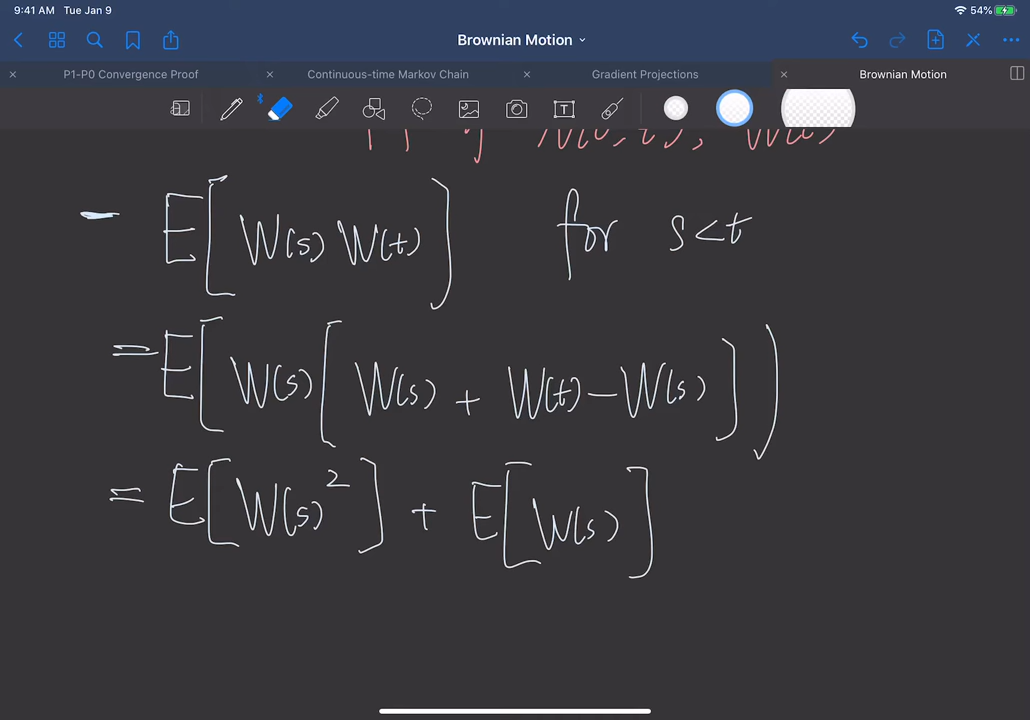 9:41 AM Tue Jan 9
54%
Brownian Motion
P1-P0 Convergence Proof
Continuous-time Markov Chain
Gradient Projections
Brownian Motion
T
- E[W(s) W(t)] for s<t
= E[W(s)[W(s) + W(t) - W(s)])
= E[W(s)²] + E[W(s)]